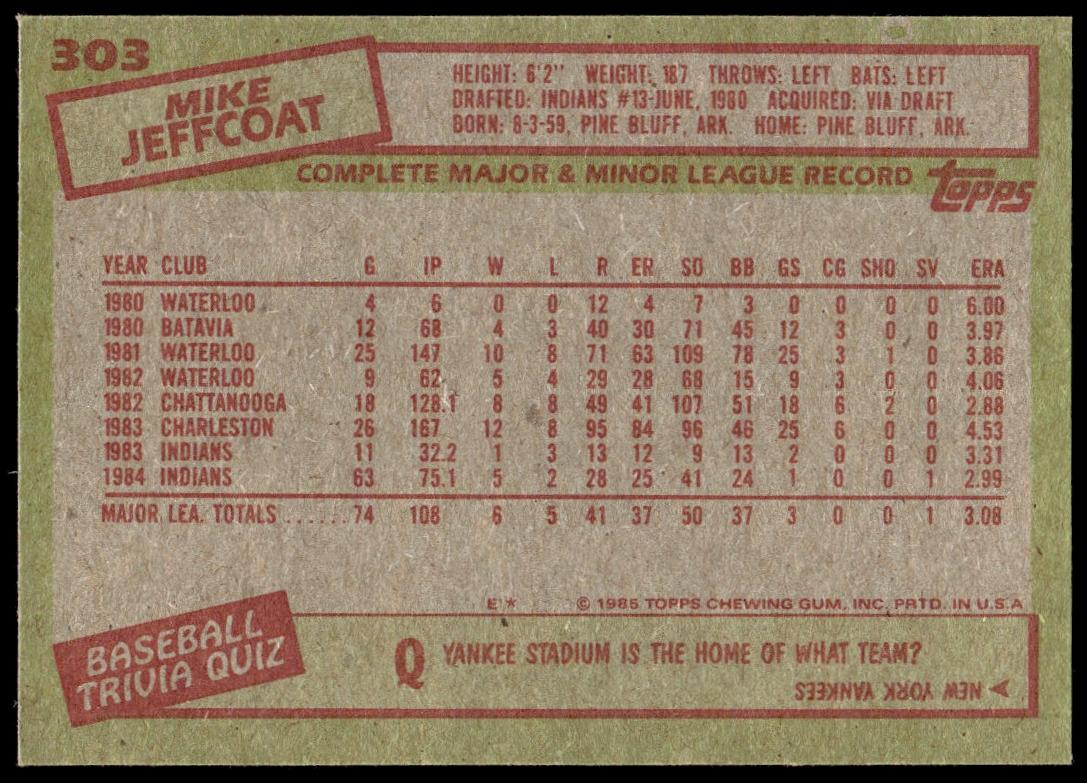 303
MIKE
JEFFCOAT
HEIGHT: 6'2" WEIGHT: 187 THROWS: LEFT BATS: LEFT
DRAFTED: INDIANS #13-JUNE, 1980 ACQUIRED: VIA DRAFT
BORN: 8-3-59, PINE BLUFF, ARK. HOME: PINE BLUFF, ARK.
COMPLETE MAJOR & MINOR LEAGUE RECORD topps
YEAR CLUB G IP W L R ER SO BB GS CG SHO SV ERA
1980 WATERLOO 4 6 0 0 12 4 7 3 0 0 0 0 6.00
1980 BATAVIA 12 68 4 3 40 30 71 45 12 3 0 0 3.97
1981 WATERLOO 25 147 10 8 71 63 109 78 25 3 1 0 3.86
1982 WATERLOO 9 62 5 4 29 28 68 15 9 3 0 0 4.06
1982 CHATTANOOGA 18 128.1 8 8 49 41 107 51 18 6 2 0 2.88
1983 CHARLESTON 26 167 12 8 95 84 96 46 25 6 0 0 4.53
1983 INDIANS 11 32.2 1 3 13 12 9 13 2 0 0 0 3.31
1984 INDIANS 63 75.1 5 2 28 25 41 24 1 0 0 1 2.99
MAJOR LEA. TOTALS ......74 108 6 5 41 37 50 37 3 0 0 1 3.08
E* © 1985 TOPPS CHEWING GUM, INC. PRTD. IN U.S.A
BASEBALL
TRIVIA QUIZ
Q YANKEE STADIUM IS THE HOME OF WHAT TEAM?
A NEW YORK YANKEES